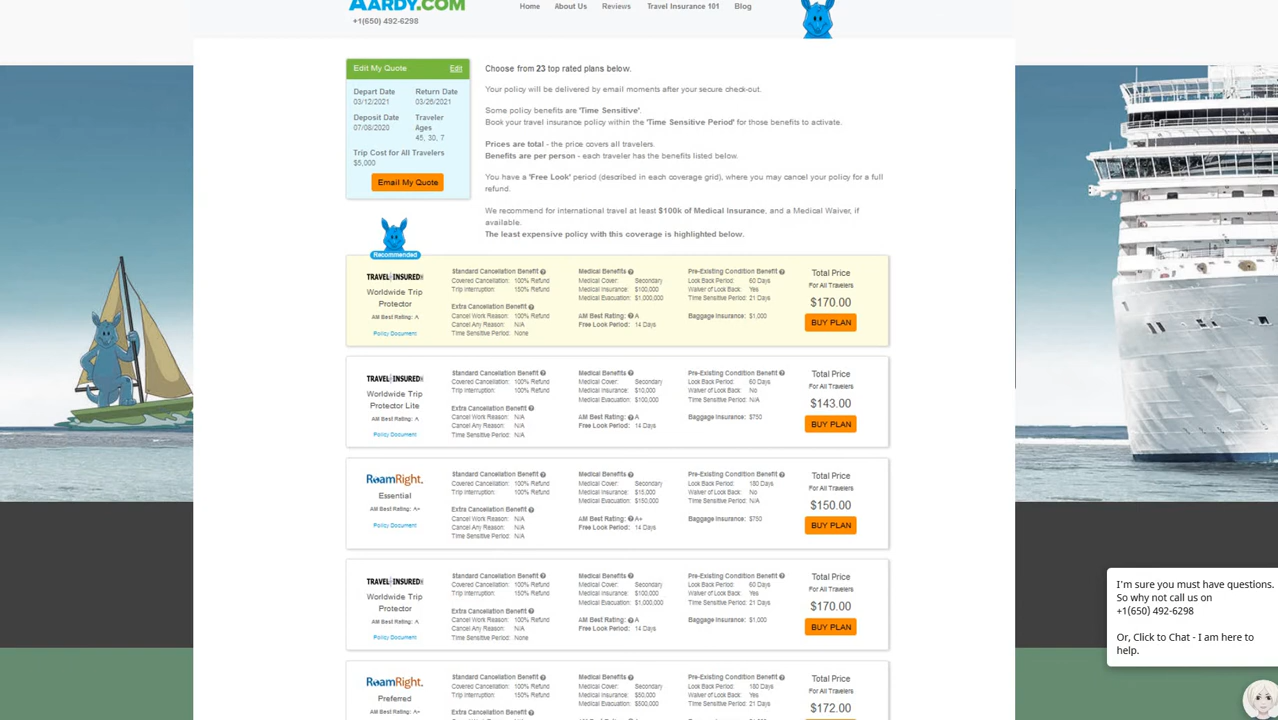 AARDY.COM
+1(650) 492-6298
Home About Us Reviews Travel Insurance 101 Blog
Edit My Quote Edit
Depart Date Return Date
03/12/2021 03/26/2021
Deposit Date Traveler
07/08/2020 Ages
45, 30, 7
Trip Cost for All Travelers
$5,000
Email My Quote
Choose from 23 top rated plans below.
Your policy will be delivered by email moments after your secure check-out.
Some policy benefits are 'Time Sensitive'.
Book your travel insurance policy within the 'Time Sensitive Period' for those benefits to activate.
Prices are total - the price covers all travelers.
Benefits are per person - each traveler has the benefits listed below.
You have a 'Free Look' period (described in each coverage grid), where you may cancel your policy for a full
refund.
We recommend for international travel at least $100k of Medical Insurance, and a Medical Waiver, if
available.
The least expensive policy with this coverage is highlighted below.
Recommended
TRAVEL INSURED
Worldwide Trip
Protector
AM Best Rating: A
Policy Document
Standard Cancellation Benefit
Covered Cancellation: 100% Refund
Trip Interruption: 150% Refund
Extra Cancellation Benefit
Cancel Work Reason: 100% Refund
Cancel Any Reason: N/A
Time Sensitive Period: None
Medical Benefits
Medical Cover: Secondary
Medical Insurance: $100,000
Medical Evacuation: $1,000,000
AM Best Rating: A
Free Look Period: 14 Days
Pre-Existing Condition Benefit
Look Back Period: 60 Days
Waiver of Look Back: Yes
Time Sensitive Period: 21 Days
Baggage Insurance: $1,000
Total Price
For All Travelers
$170.00
BUY PLAN
TRAVEL INSURED
Worldwide Trip
Protector Lite
AM Best Rating: A
Policy Document
Standard Cancellation Benefit
Covered Cancellation: 100% Refund
Trip Interruption: 100% Refund
Extra Cancellation Benefit
Cancel Work Reason: N/A
Cancel Any Reason: N/A
Time Sensitive Period: N/A
Medical Benefits
Medical Cover: Secondary
Medical Insurance: $10,000
Medical Evacuation: $100,000
AM Best Rating: A
Free Look Period: 14 Days
Pre-Existing Condition Benefit
Look Back Period: 60 Days
Waiver of Look Back: No
Time Sensitive Period: N/A
Baggage Insurance: $750
Total Price
For All Travelers
$143.00
BUY PLAN
RoamRight.
Essential
AM Best Rating: A+
Policy Document
Standard Cancellation Benefit
Covered Cancellation: 100% Refund
Trip Interruption: 100% Refund
Extra Cancellation Benefit
Cancel Work Reason: N/A
Cancel Any Reason: N/A
Time Sensitive Period: N/A
Medical Benefits
Medical Cover: Secondary
Medical Insurance: $15,000
Medical Evacuation: $150,000
AM Best Rating: A+
Free Look Period: 14 Days
Pre-Existing Condition Benefit
Look Back Period: 180 Days
Waiver of Look Back: No
Time Sensitive Period: N/A
Baggage Insurance: $750
Total Price
For All Travelers
$150.00
BUY PLAN
TRAVEL INSURED
Worldwide Trip
Protector
AM Best Rating: A
Policy Document
Standard Cancellation Benefit
Covered Cancellation: 100% Refund
Trip Interruption: 150% Refund
Extra Cancellation Benefit
Cancel Work Reason: 100% Refund
Cancel Any Reason: N/A
Time Sensitive Period: None
Medical Benefits
Medical Cover: Secondary
Medical Insurance: $100,000
Medical Evacuation: $1,000,000
AM Best Rating: A
Free Look Period: 14 Days
Pre-Existing Condition Benefit
Look Back Period: 60 Days
Waiver of Look Back: Yes
Time Sensitive Period: 21 Days
Baggage Insurance: $1,000
Total Price
For All Travelers
$170.00
BUY PLAN
RoamRight.
Preferred
AM Best Rating: A+
Standard Cancellation Benefit
Covered Cancellation: 100% Refund
Trip Interruption: 150% Refund
Extra Cancellation Benefit
Medical Benefits
Medical Cover: Secondary
Medical Insurance: $50,000
Medical Evacuation: $500,000
AM Best Rating: A+
Pre-Existing Condition Benefit
Look Back Period: 180 Days
Waiver of Look Back: Yes
Time Sensitive Period: 21 Days
Total Price
For All Travelers
$172.00
I'm sure you must have questions.
So why not call us on
+1(650) 492-6298
Or, Click to Chat - I am here to
help.